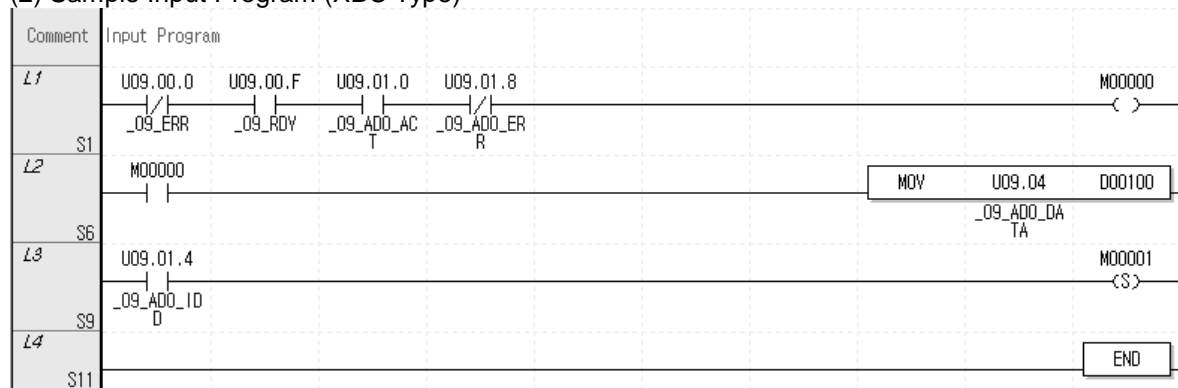 (2) Sample Input Program (XBC Type)
Comment Input Program
L1 U09.00.0 U09.00.F U09.01.0 U09.01.8 M00000
_09_ERR _09_RDY _09_AD0_AC _09_AD0_ER
S1 T R
L2 M00000 MOV U09.04 D00100
_09_AD0_DA
S6 TA
L3 U09.01.4 M00001
(S)
_09_AD0_ID
S9 D
L4 END
S11